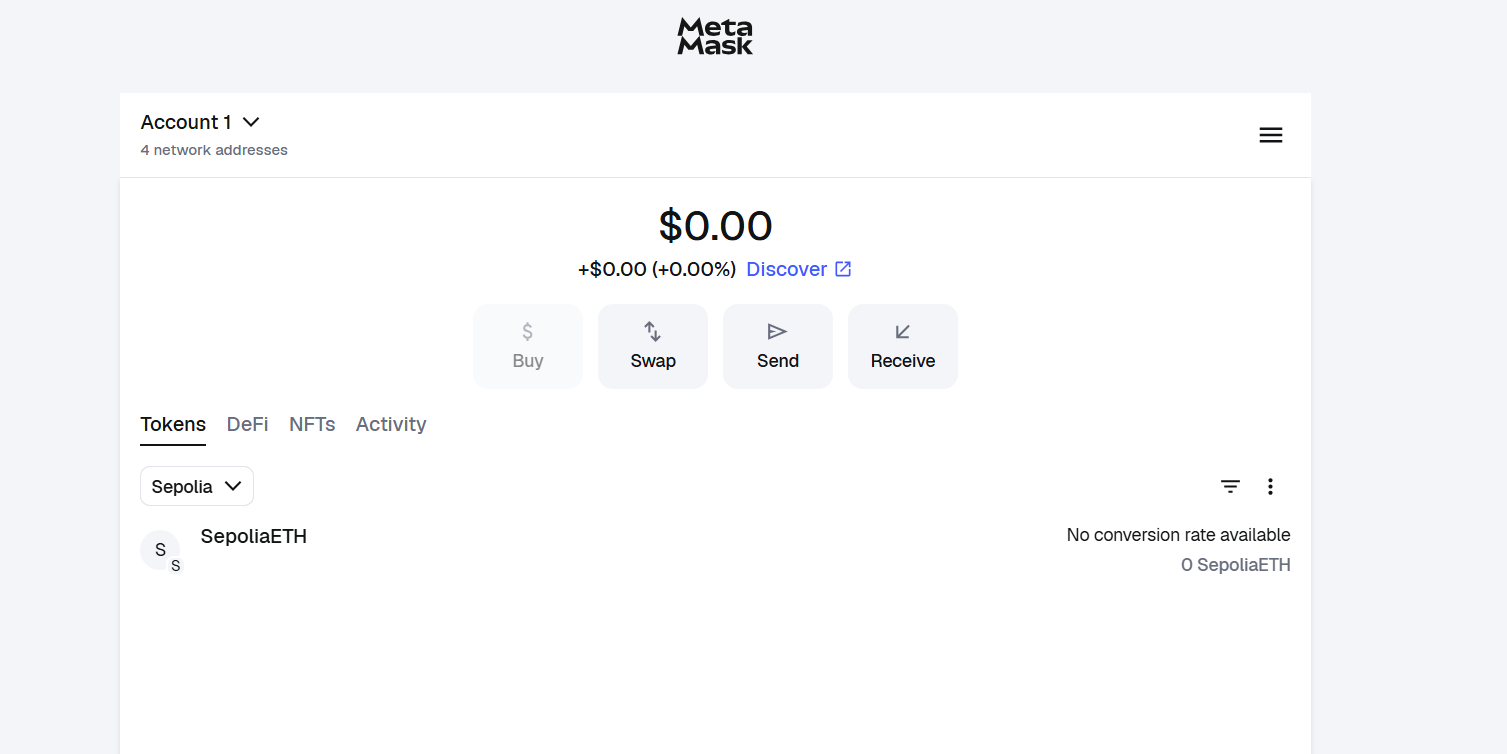 Meta
Mask
Account 1
4 network addresses
$0.00
+$0.00 (+0.00%) Discover
$
Buy Swap Send Receive
Tokens DeFi NFTs Activity
Sepolia
S S SepoliaETH No conversion rate available
0 SepoliaETH